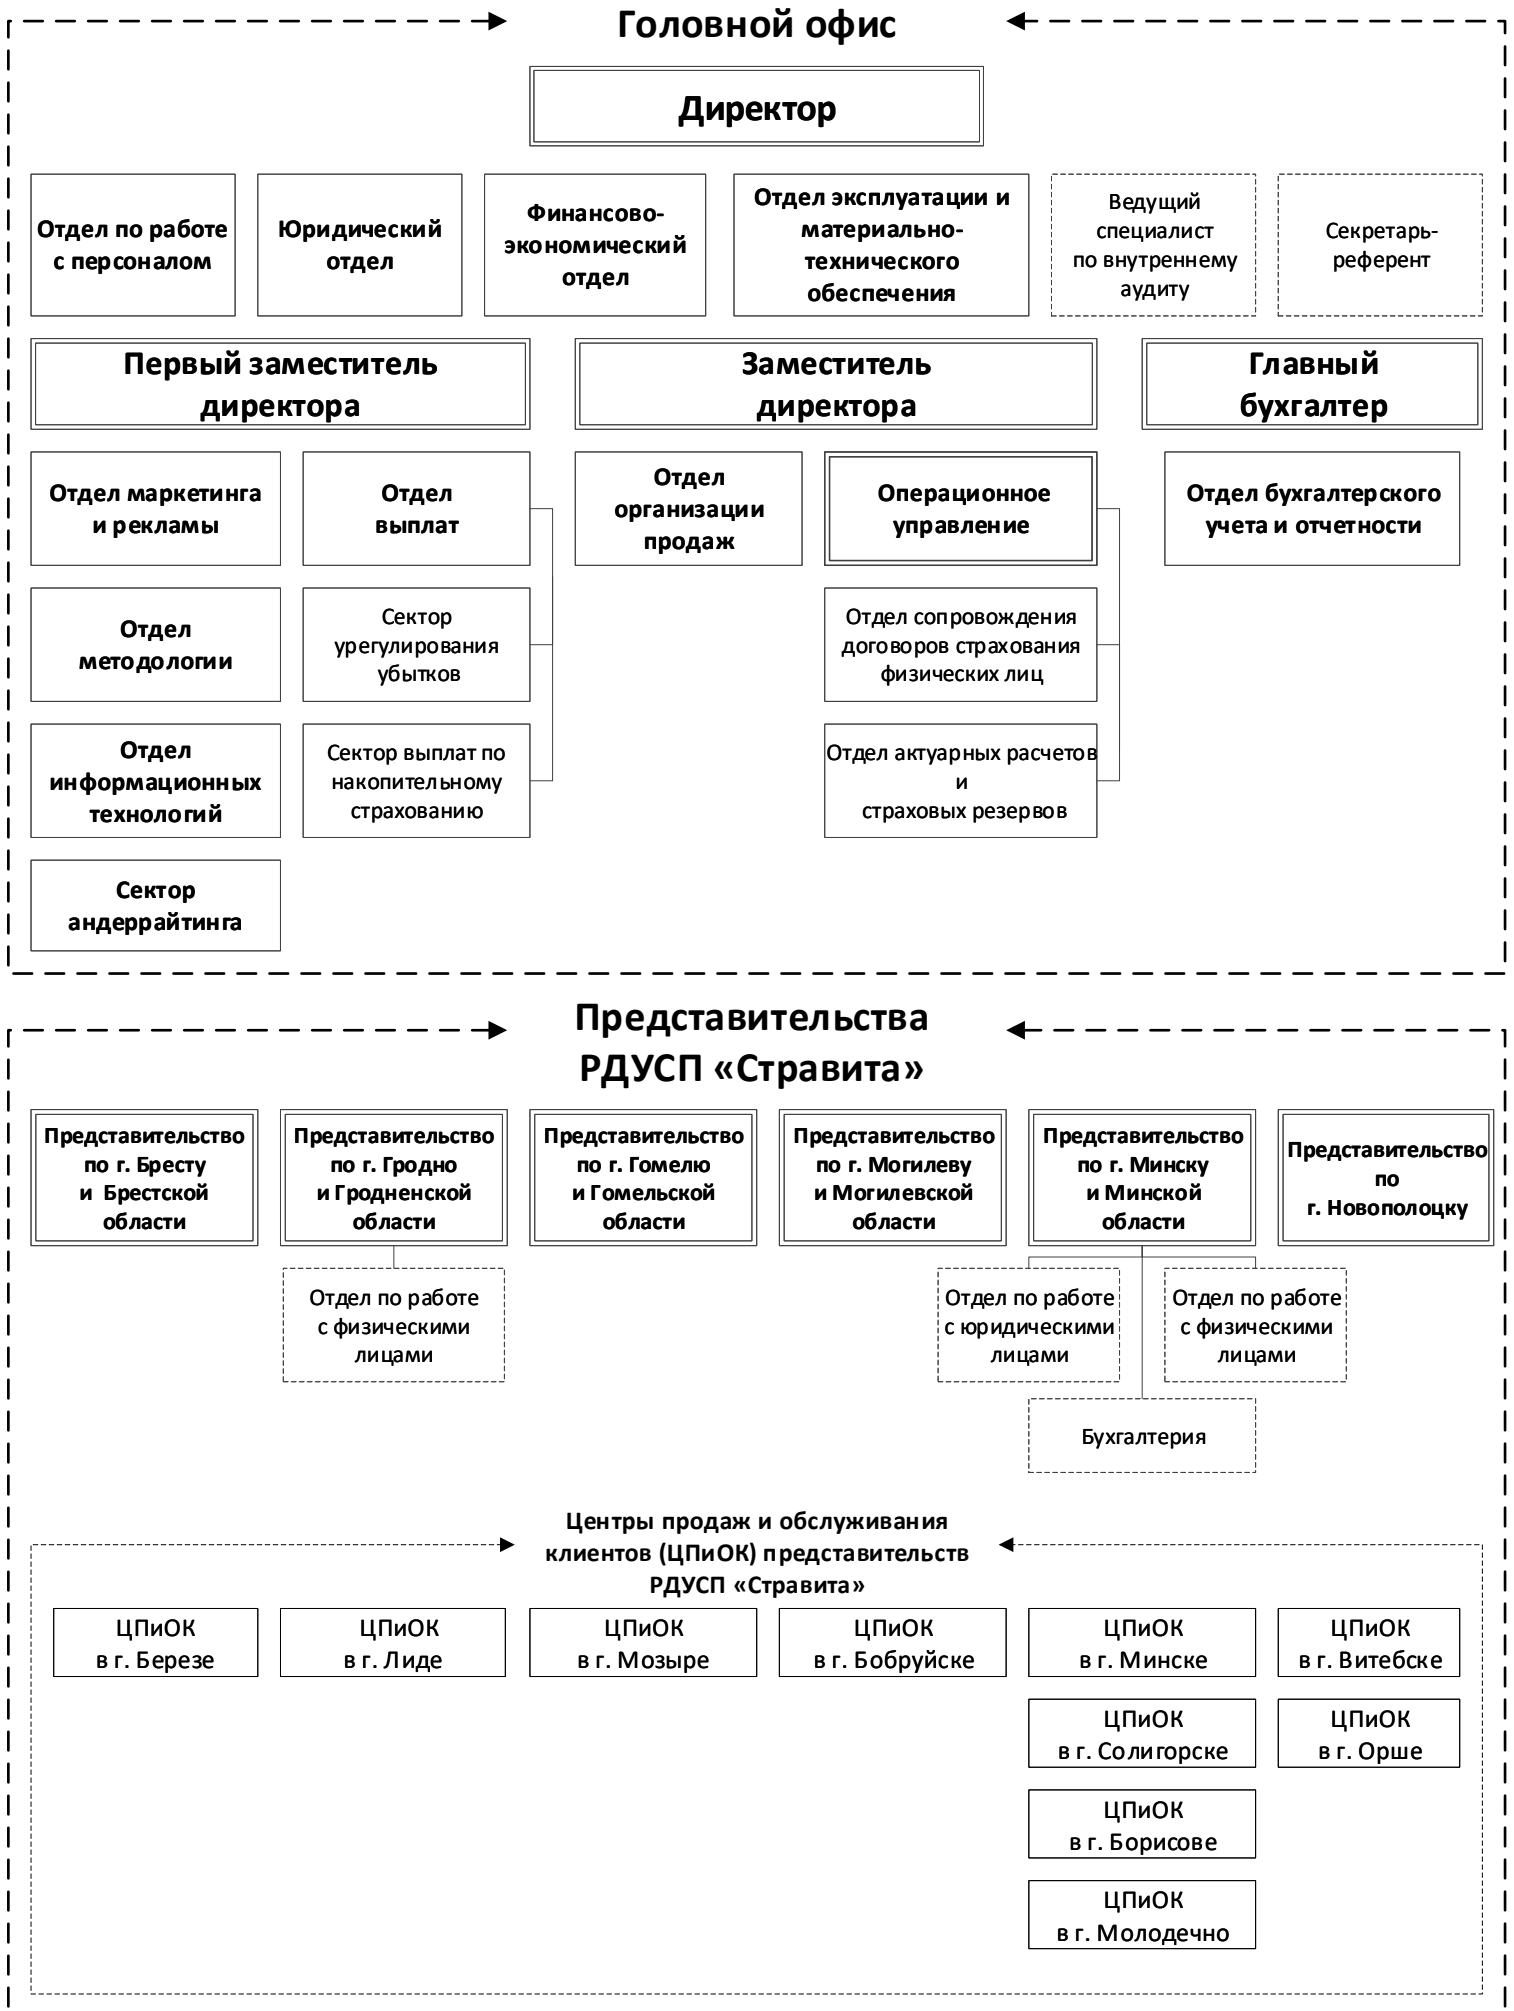 Головной офис
Директор
Отдел по работе
с персоналом
Юридический
отдел
Финансово-
экономический
отдел
Отдел эксплуатации и
материально-
технического
обеспечения
Ведущий
специалист
по внутреннему
аудиту
Секретарь-
референт
Первый заместитель
директора
Заместитель
директора
Главный
бухгалтер
Отдел маркетинга
и рекламы
Отдел
выплат
Отдел
организации
продаж
Операционное
управление
Отдел бухгалтерского
учета и отчетности
Отдел
методологии
Сектор
урегулирования
убытков
Отдел сопровождения
договоров страхования
физических лиц
Отдел
информационных
технологий
Сектор выплат по
накопительному
страхованию
Отдел актуарных расчетов
и
страховых резервов
Сектор
андеррайтинга
Представительства
РДУСП «Стравита»
Представительство
по г. Бресту
и Брестской
области
Представительство
по г. Гродно
и Гродненской
области
Представительство
по г. Гомелю
и Гомельской
области
Представительство
по г. Могилеву
и Могилевской
области
Представительство
по г. Минску
и Минской
области
Представительство
по
г. Новополоцку
Отдел по работе
с физическими
лицами
Отдел по работе
с юридическими
лицами
Отдел по работе
с физическими
лицами
Бухгалтерия
Центры продаж и обслуживания
клиентов (ЦПиОК) представительств
РДУСП «Стравита»
ЦПиОК
в г. Березе
ЦПиОК
в г. Лиде
ЦПиОК
в г. Мозыре
ЦПиОК
в г. Бобруйске
ЦПиОК
в г. Минске
ЦПиОК
в г. Витебске
ЦПиОК
в г. Солигорске
ЦПиОК
в г. Орше
ЦПиОК
в г. Борисове
ЦПиОК
в г. Молодечно